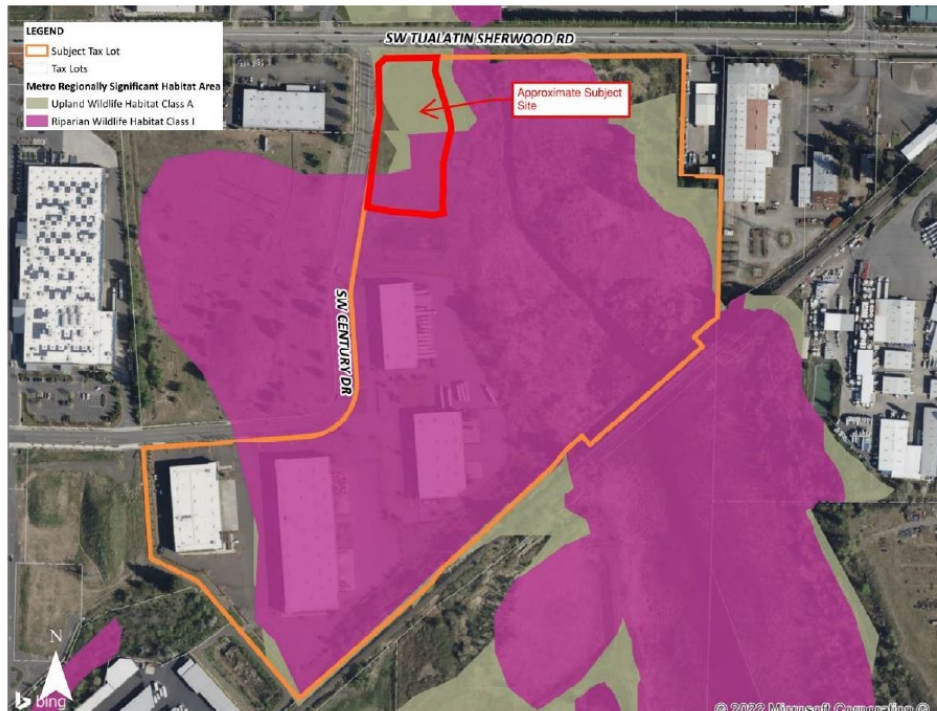 SW TUALATIN SHERWOOD RD
LEGEND
Subject Tax Lot
Tax Lots
Metro Regionally Significant Habitat Area
Upland Wildlife Habitat Class A
Riparian Wildlife Habitat Class I
Approximate Subject
Site
SW CENTURY DR
N
bing
© 2022 Microsoft Corporation ©